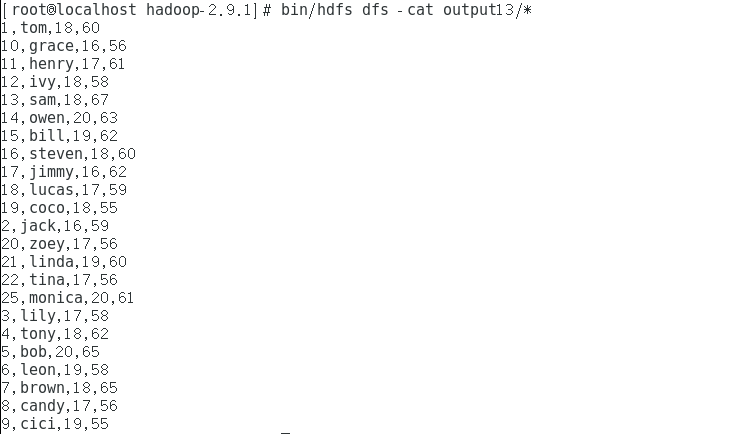 [root@localhost hadoop-2.9.1]# bin/hdfs dfs -cat output13/*
1,tom,18,60
10,grace,16,56
11,henry,17,61
12,ivy,18,58
13,sam,18,67
14,owen,20,63
15,bill,19,62
16,steven,18,60
17,jimmy,16,62
18,lucas,17,59
19,coco,18,55
2,jack,16,59
20,zoey,17,56
21,linda,19,60
22,tina,17,56
25,monica,20,61
3,lily,17,58
4,tony,18,62
5,bob,20,65
6,leon,19,58
7,brown,18,65
8,candy,17,56
9,cici,19,55